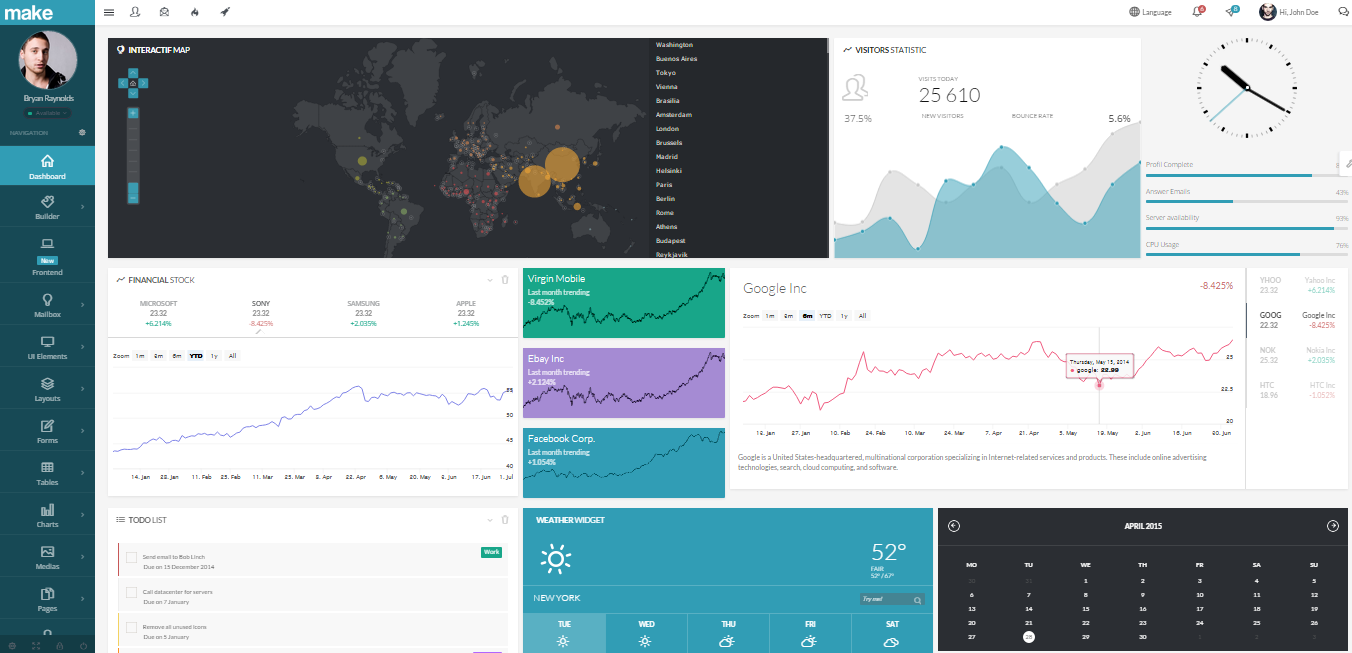 make
Language
4
8
Hi, John Doe
Bryan Raynolds
Available
NAVIGATION
Dashboard
Builder
New
Frontend
Mailbox
UI Elements
Layouts
Forms
Tables
Charts
Medias
Pages
INTERACTIF MAP
Washington
Buenos Aires
Tokyo
Vienna
Brasilia
Amsterdam
London
Brussels
Madrid
Helsinki
Paris
Berlin
Rome
Athens
Budapest
Reykjavik
VISITORS STATISTIC
VISITS TODAY
25 610
37.5%
NEW VISITORS
BOUNCE RATE
5.6%
Profil Complete
Answer Emails 43%
Server availability 93%
CPU Usage 76%
FINANCIAL STOCK
MICROSOFT SONY SAMSUNG APPLE
23.32 23.32 23.32 23.32
+6.214% -8.425% +2.035% +1.245%
Zoom 1m 3m 6m YTD 1y All
55
50
45
40
14. Jan 28. Jan 11. Feb 25. Feb 11. Mar 25. Mar 8. Apr 22. Apr 6. May 20. May 3. Jun 17. Jun 1. Jul
Virgin Mobile
Last month trending
-8.452%
Ebay Inc
Last month trending
+2.124%
Facebook Corp.
Last month trending
+1.054%
Google Inc
-8.425%
Zoom 1m 3m 6m YTD 1y All
Thursday, May 15, 2014
google: 22.99
25
22.5
20
13. Jan 27. Jan 10. Feb 24. Feb 10. Mar 24. Mar 7. Apr 21. Apr 5. May 19. May 2. Jun 16. Jun 30. Jun
Google is a United States-headquartered, multinational corporation specializing in Internet-related services and products. These include online advertising
technologies, search, cloud computing, and software.
YHOO Yahoo Inc
23.32 +6.214%
GOOG Google Inc
22.32 -8.425%
NOK Nokia Inc
25.32 +2.035%
HTC HTC Inc
18.96 -1.052%
TODO LIST
Send email to Bob Linch
Due on 15 December 2014
Work
Call datacenter for servers
Due on 7 January
Remove all unused icons
Due on 5 January
WEATHER WIDGET
52°
FAIR
52°/67°
NEW YORK
Try me!
TUE WED THU FRI SAT
APRIL 2015
MO TU WE TH FR SA SU
30 31 1 2 3 4 5
6 7 8 9 10 11 12
13 14 15 16 17 18 19
20 21 22 23 24 25 26
27 28 29 30 1 2 3